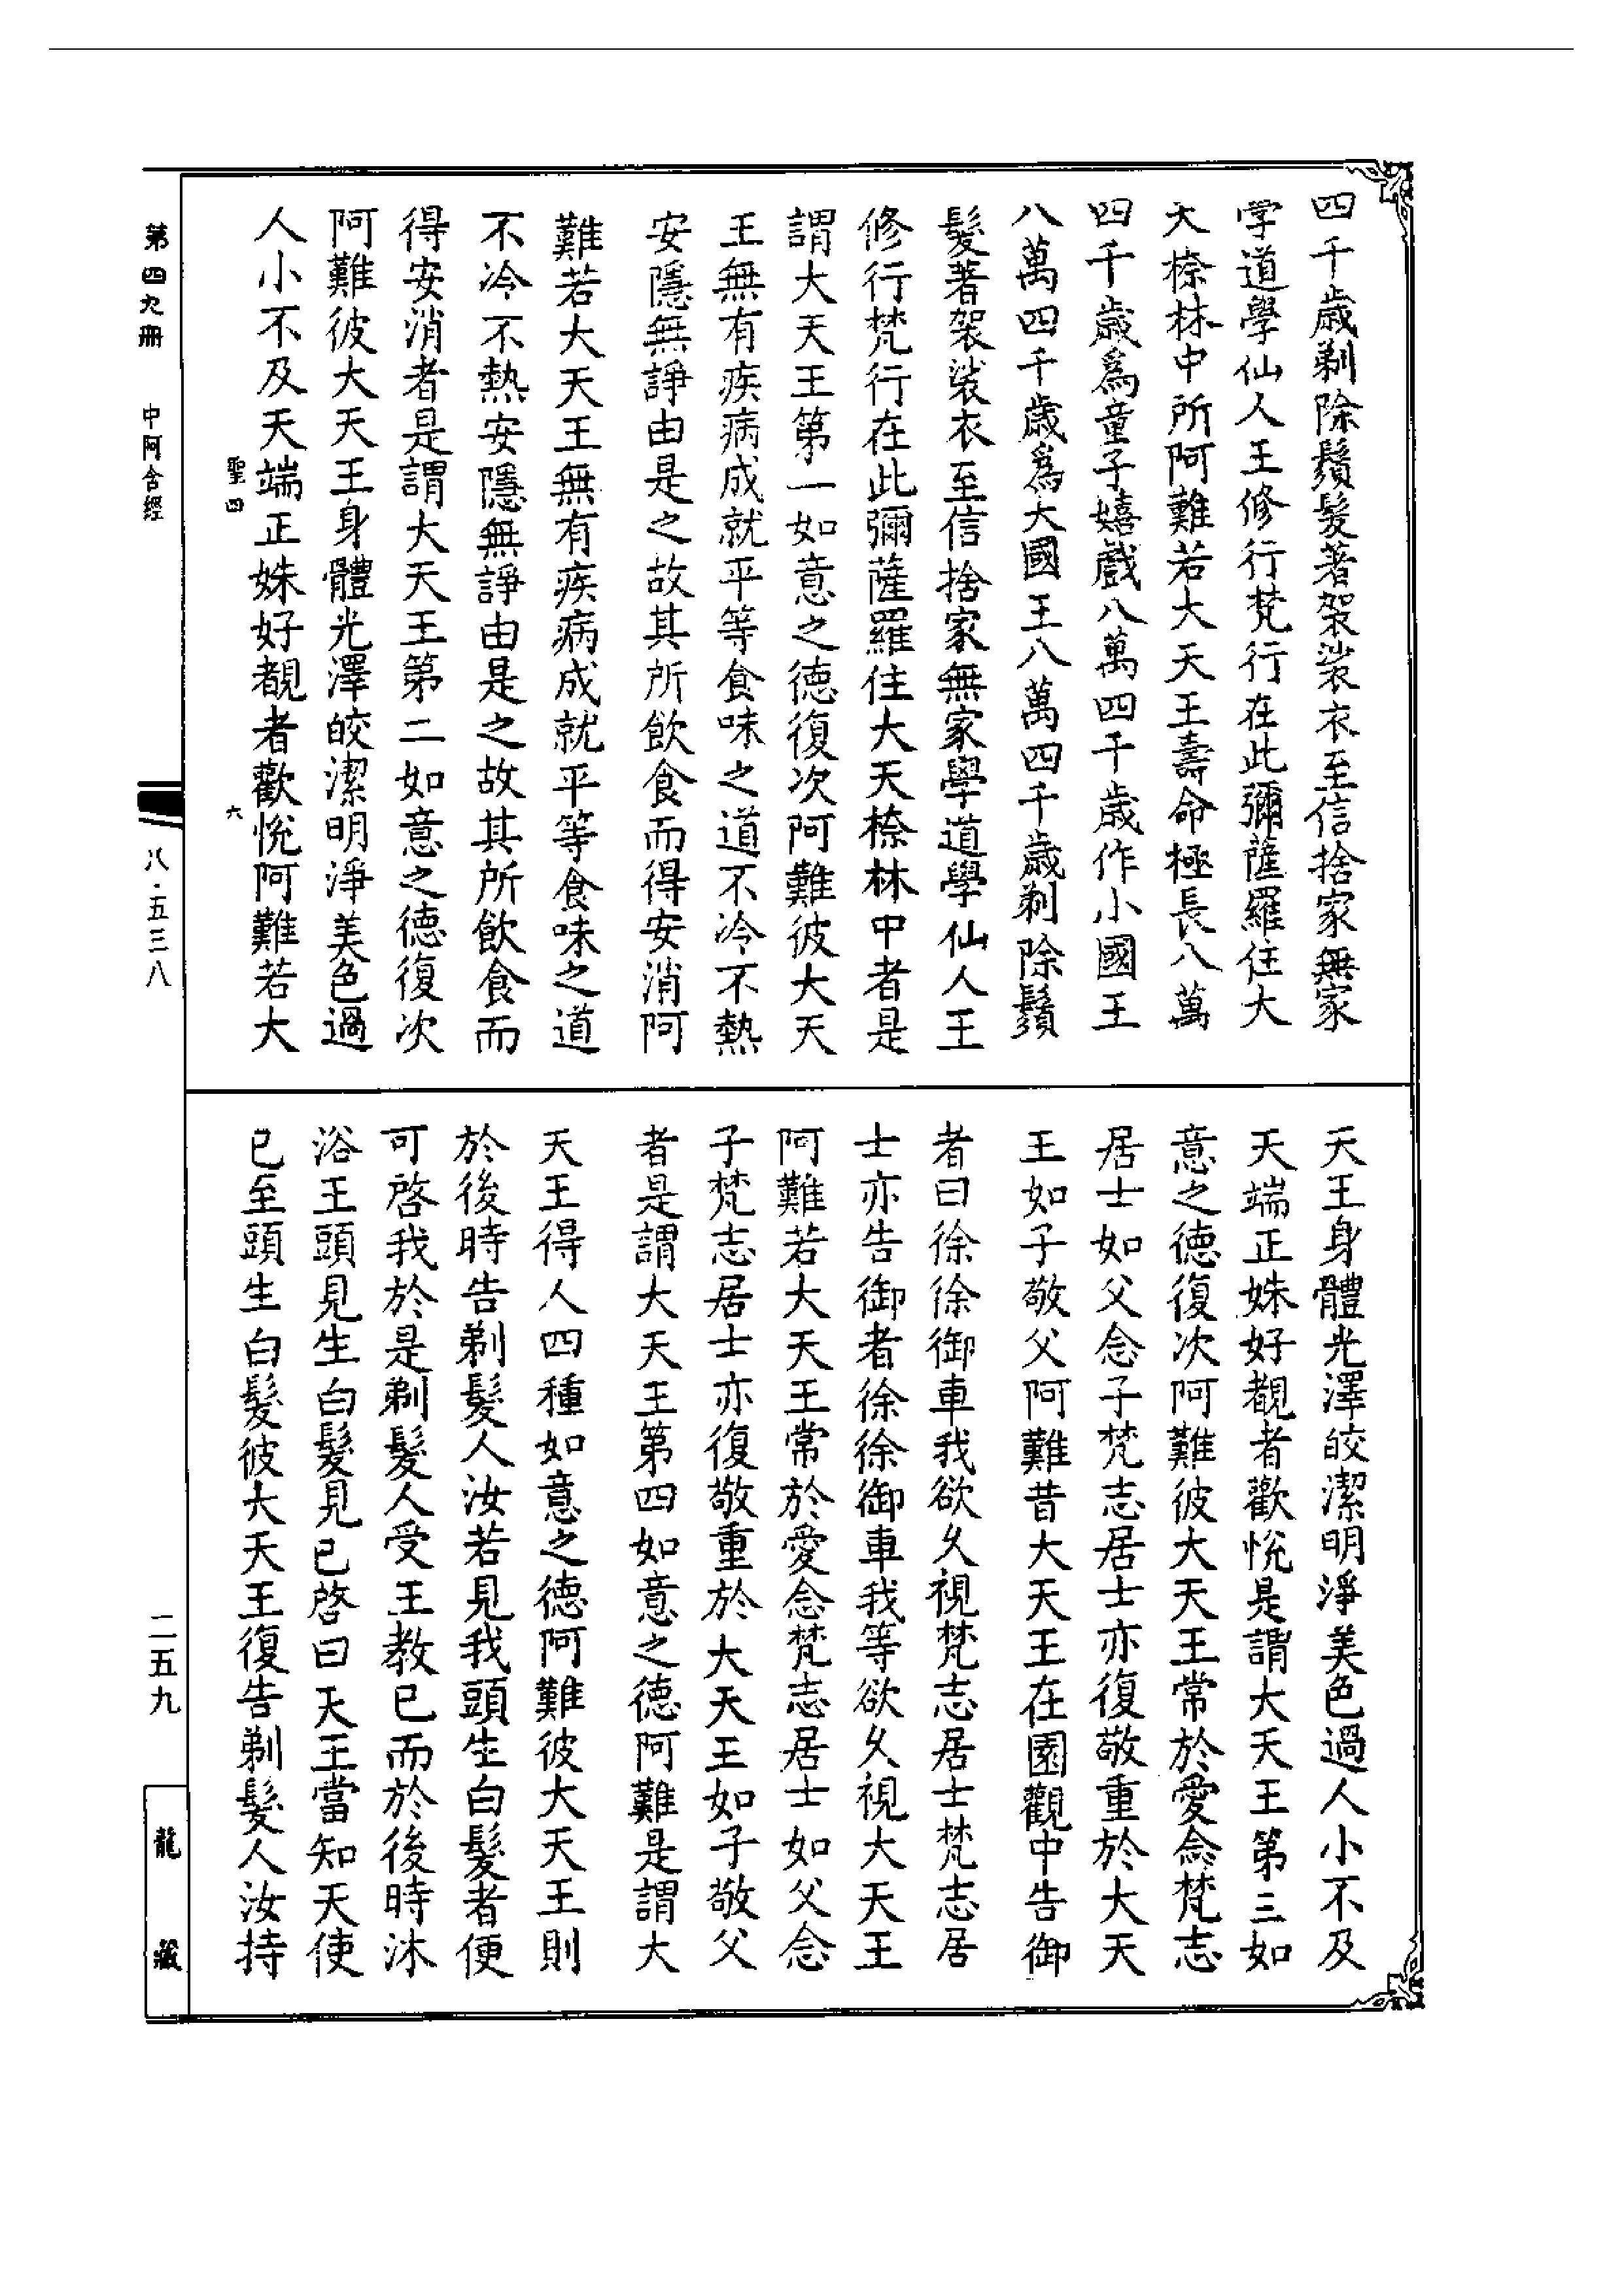 四千歲剃除鬚髮著袈裟衣至信捨家無家
學道學仙人王修行梵行在此彌薩羅住大
天㮈林中所阿難若大天王壽命極長八萬
四千歲爲童子嬉戲八萬四千歲作小國王
八萬四千歲爲大國王八萬四千歲剃除鬚
髮著袈裟衣至信捨家無家學道學仙人王
修行梵行在此彌薩羅住大天㮈林中者是
謂大天王第一如意之德復次阿難彼大天
王無有疾病成就平等食味之道不冷不熱
安隱無諍由是之故其所飲食而得安消阿
難若大天王無有疾病成就平等食味之道
不冷不熱安隱無諍由是之故其所飲食而
得安消者是謂大天王第二如意之德復次
阿難彼大天王身體光澤皎潔明淨美色過
人小不及天端正姝好覩者歡悅阿難若大
聖四 六
天王身體光澤皎潔明淨美色過人小不及
天端正姝好覩者歡悅是謂大天王第三如
意之德復次阿難彼大天王常於愛念梵志
居士如父念子梵志居士亦復敬重於大天
王如子敬父阿難昔大天王在園觀中告御
者曰徐徐御車我欲久視梵志居士梵志居
士亦告御者徐徐御車我等欲久視大天王
阿難若大天王常於愛念梵志居士如父念
子梵志居士亦復敬重於大天王如子敬父
者是謂大天王第四如意之德阿難是謂大
天王得人四種如意之德阿難彼大天王則
於後時告剃髮人汝若見我頭生白髮者便
可啓我於是剃髮人受王教已而於後時沐
浴王頭見生白髮見已啓曰天王當知天使
已至頭生白髮彼大天王復告剃髮人汝持
第四九冊 中阿含經
八·五三八
二五九
龍藏